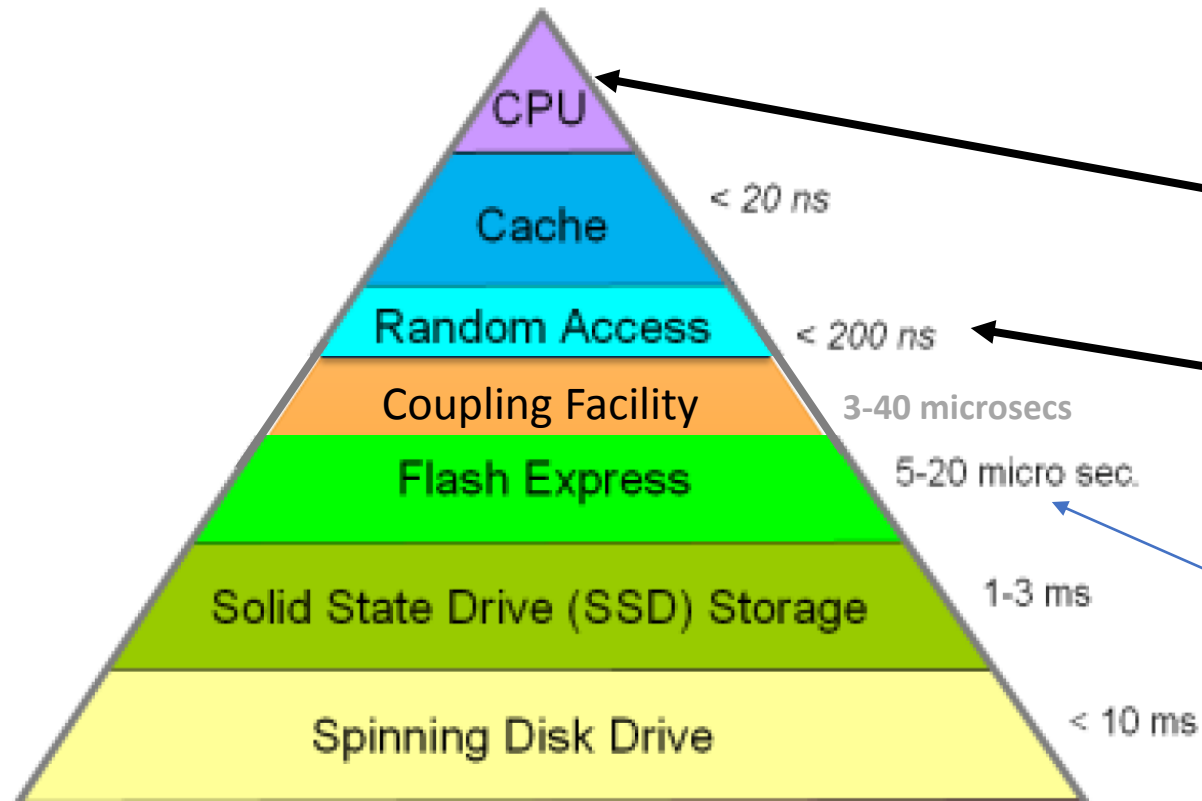 CPU
Cache
< 20 ns
Random Access
< 200 ns
Coupling Facility
3-40 microsecs
Flash Express
5-20 micro sec.
Solid State Drive (SSD) Storage
1-3 ms
Spinning Disk Drive
< 10 ms